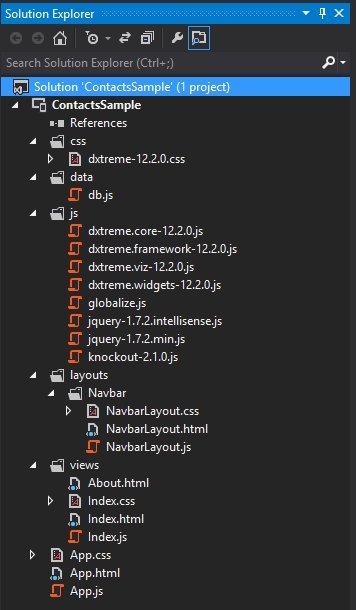 Solution Explorer
Search Solution Explorer (Ctrl+;)
Solution 'ContactsSample' (1 project)
ContactsSample
References
css
dxtreme-12.2.0.css
data
db.js
js
dxtreme.core-12.2.0.js
dxtreme.framework-12.2.0.js
dxtreme.viz-12.2.0.js
dxtreme.widgets-12.2.0.js
globalize.js
jquery-1.7.2.intellisense.js
jquery-1.7.2.min.js
knockout-2.1.0.js
layouts
Navbar
NavbarLayout.css
NavbarLayout.html
NavbarLayout.js
views
About.html
Index.css
Index.html
Index.js
App.css
App.html
App.js